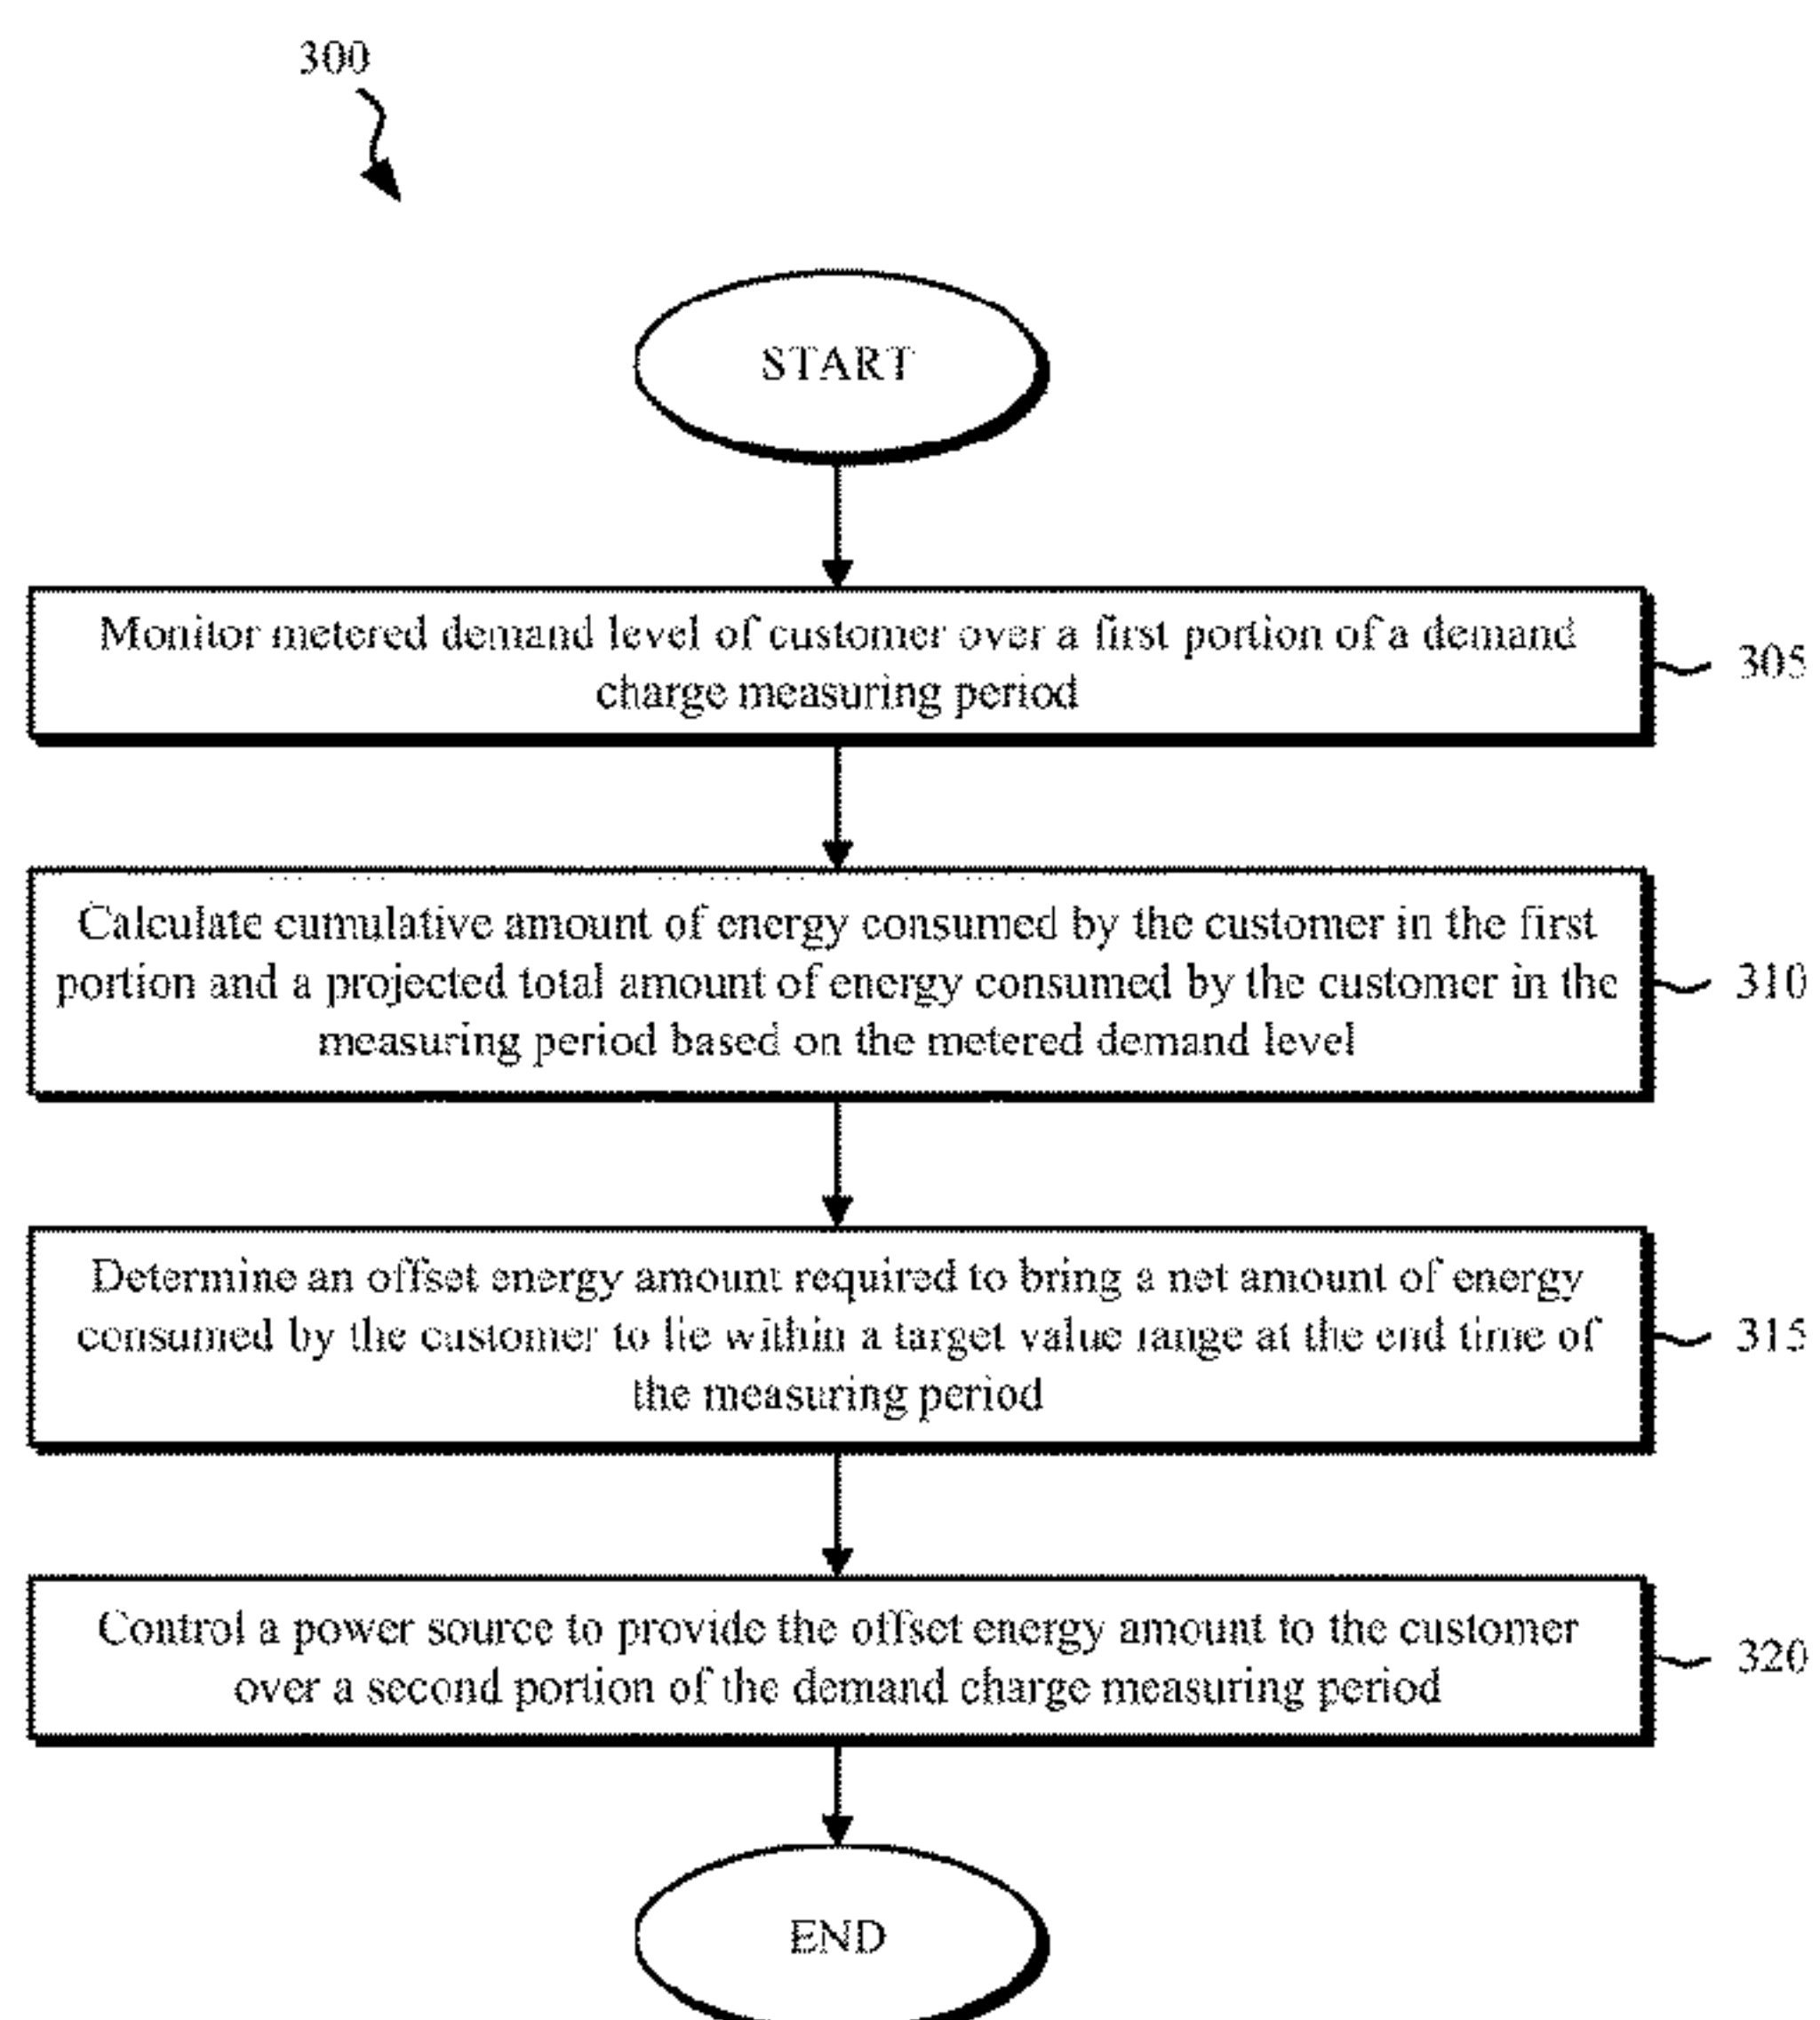 300
START
Monitor metered demand level of customer over a first portion of a demand
charge measuring period
305
Calculate cumulative amount of energy consumed by the customer in the first
portion and a projected total amount of energy consumed by the customer in the
measuring period based on the metered demand level
310
Determine an offset energy amount required to bring a net amount of energy
consumed by the customer to lie within a target value range at the end time of
the measuring period
315
Control a power source to provide the offset energy amount to the customer
over a second portion of the demand charge measuring period
320
END